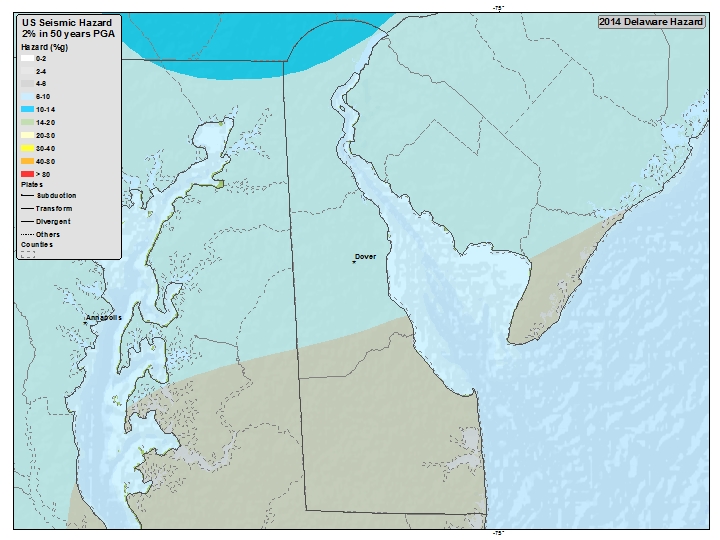 -75°
US Seismic Hazard
2% in 50 years PGA
2014 Delaware Hazard
Hazard (%g)
0-2
2-4
4-6
6-10
10-14
14-20
20-30
30-40
40-80
> 80
Plates
Subduction
Transform
Divergent
Others
Counties
Dover
Annapolis
-75°